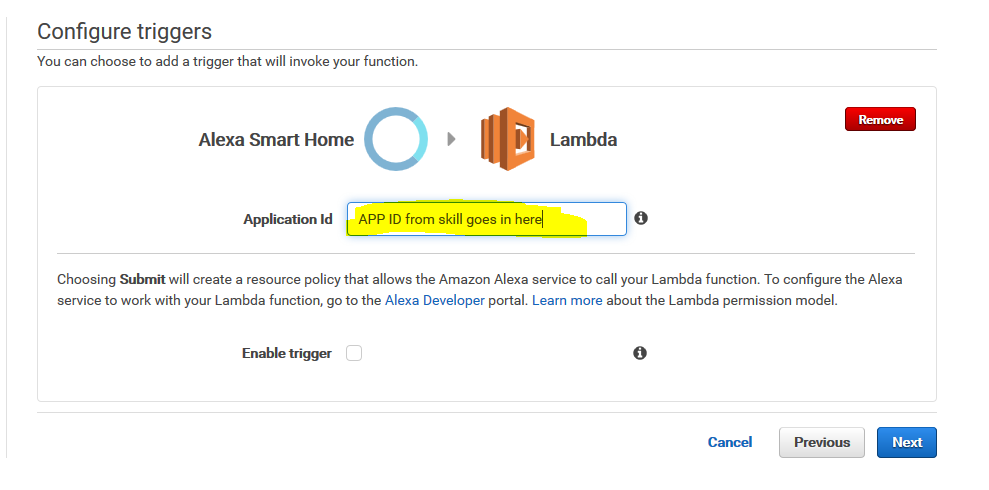 Configure triggers
You can choose to add a trigger that will invoke your function.
Remove
Alexa Smart Home
Lambda
Application Id
APP ID from skill goes in here
Choosing Submit will create a resource policy that allows the Amazon Alexa service to call your Lambda function. To configure the Alexa
service to work with your Lambda function, go to the Alexa Developer portal. Learn more about the Lambda permission model.
Enable trigger
Cancel
Previous
Next